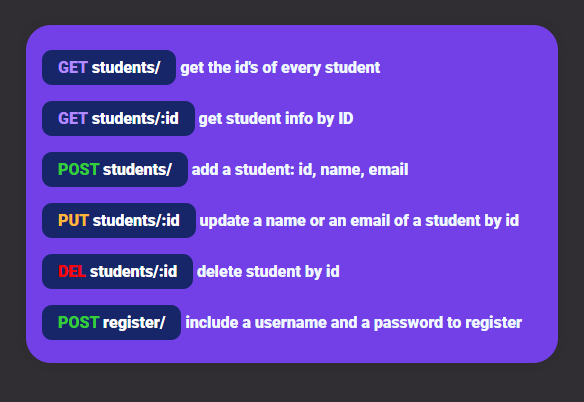 GET students/ get the id's of every student
GET students/:id get student info by ID
POST students/ add a student: id, name, email
PUT students/:id update a name or an email of a student by id
DEL students/:id delete student by id
POST register/ include a username and a password to register